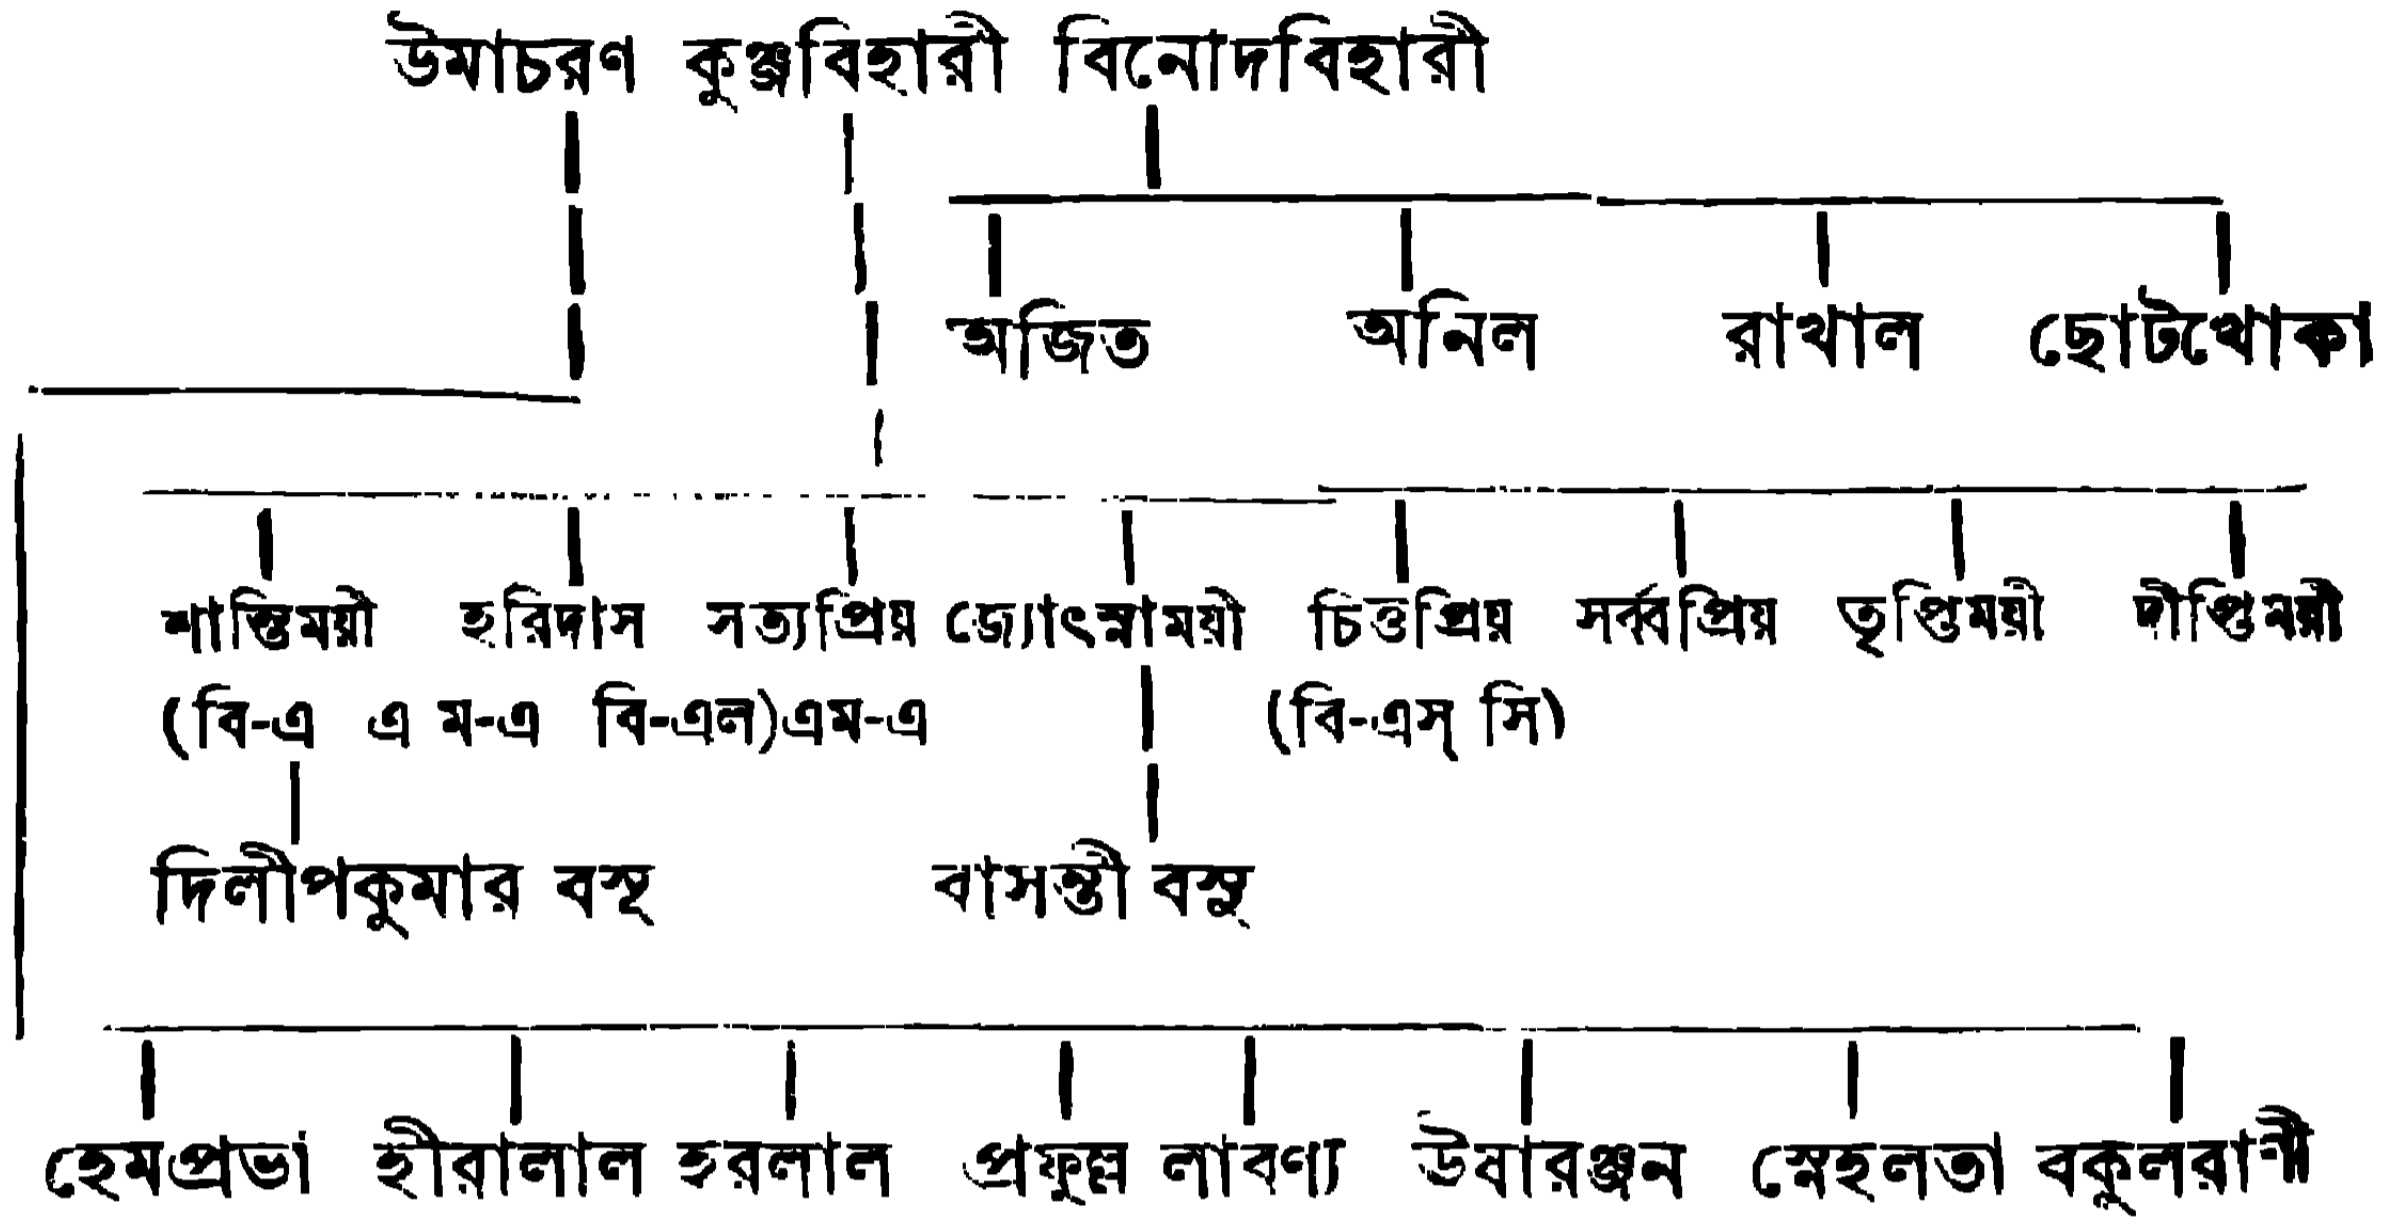 উমাচরণ কুঞ্জবিহারী বিনোদবিহারী
অজিত অনিল রাখাল ছোটখোকা
শান্তিময়ী হরিদাস সত্যপ্রিয় জ্যোৎস্নাময়ী চিত্তপ্রিয় সর্ব্বপ্রিয় তৃপ্তিময়ী দীপ্তিময়ী
(বি-এ এ ম-এ বি-এল)এম-এ (বি-এস্ সি)
দিলীপকুমার বসু বাসন্তী বসু
হেমপ্রভা হীরালাল হরলাল প্রফুল্ল লাবণ্য ঊষারঞ্জন স্নেহলতা বকুলরাণী